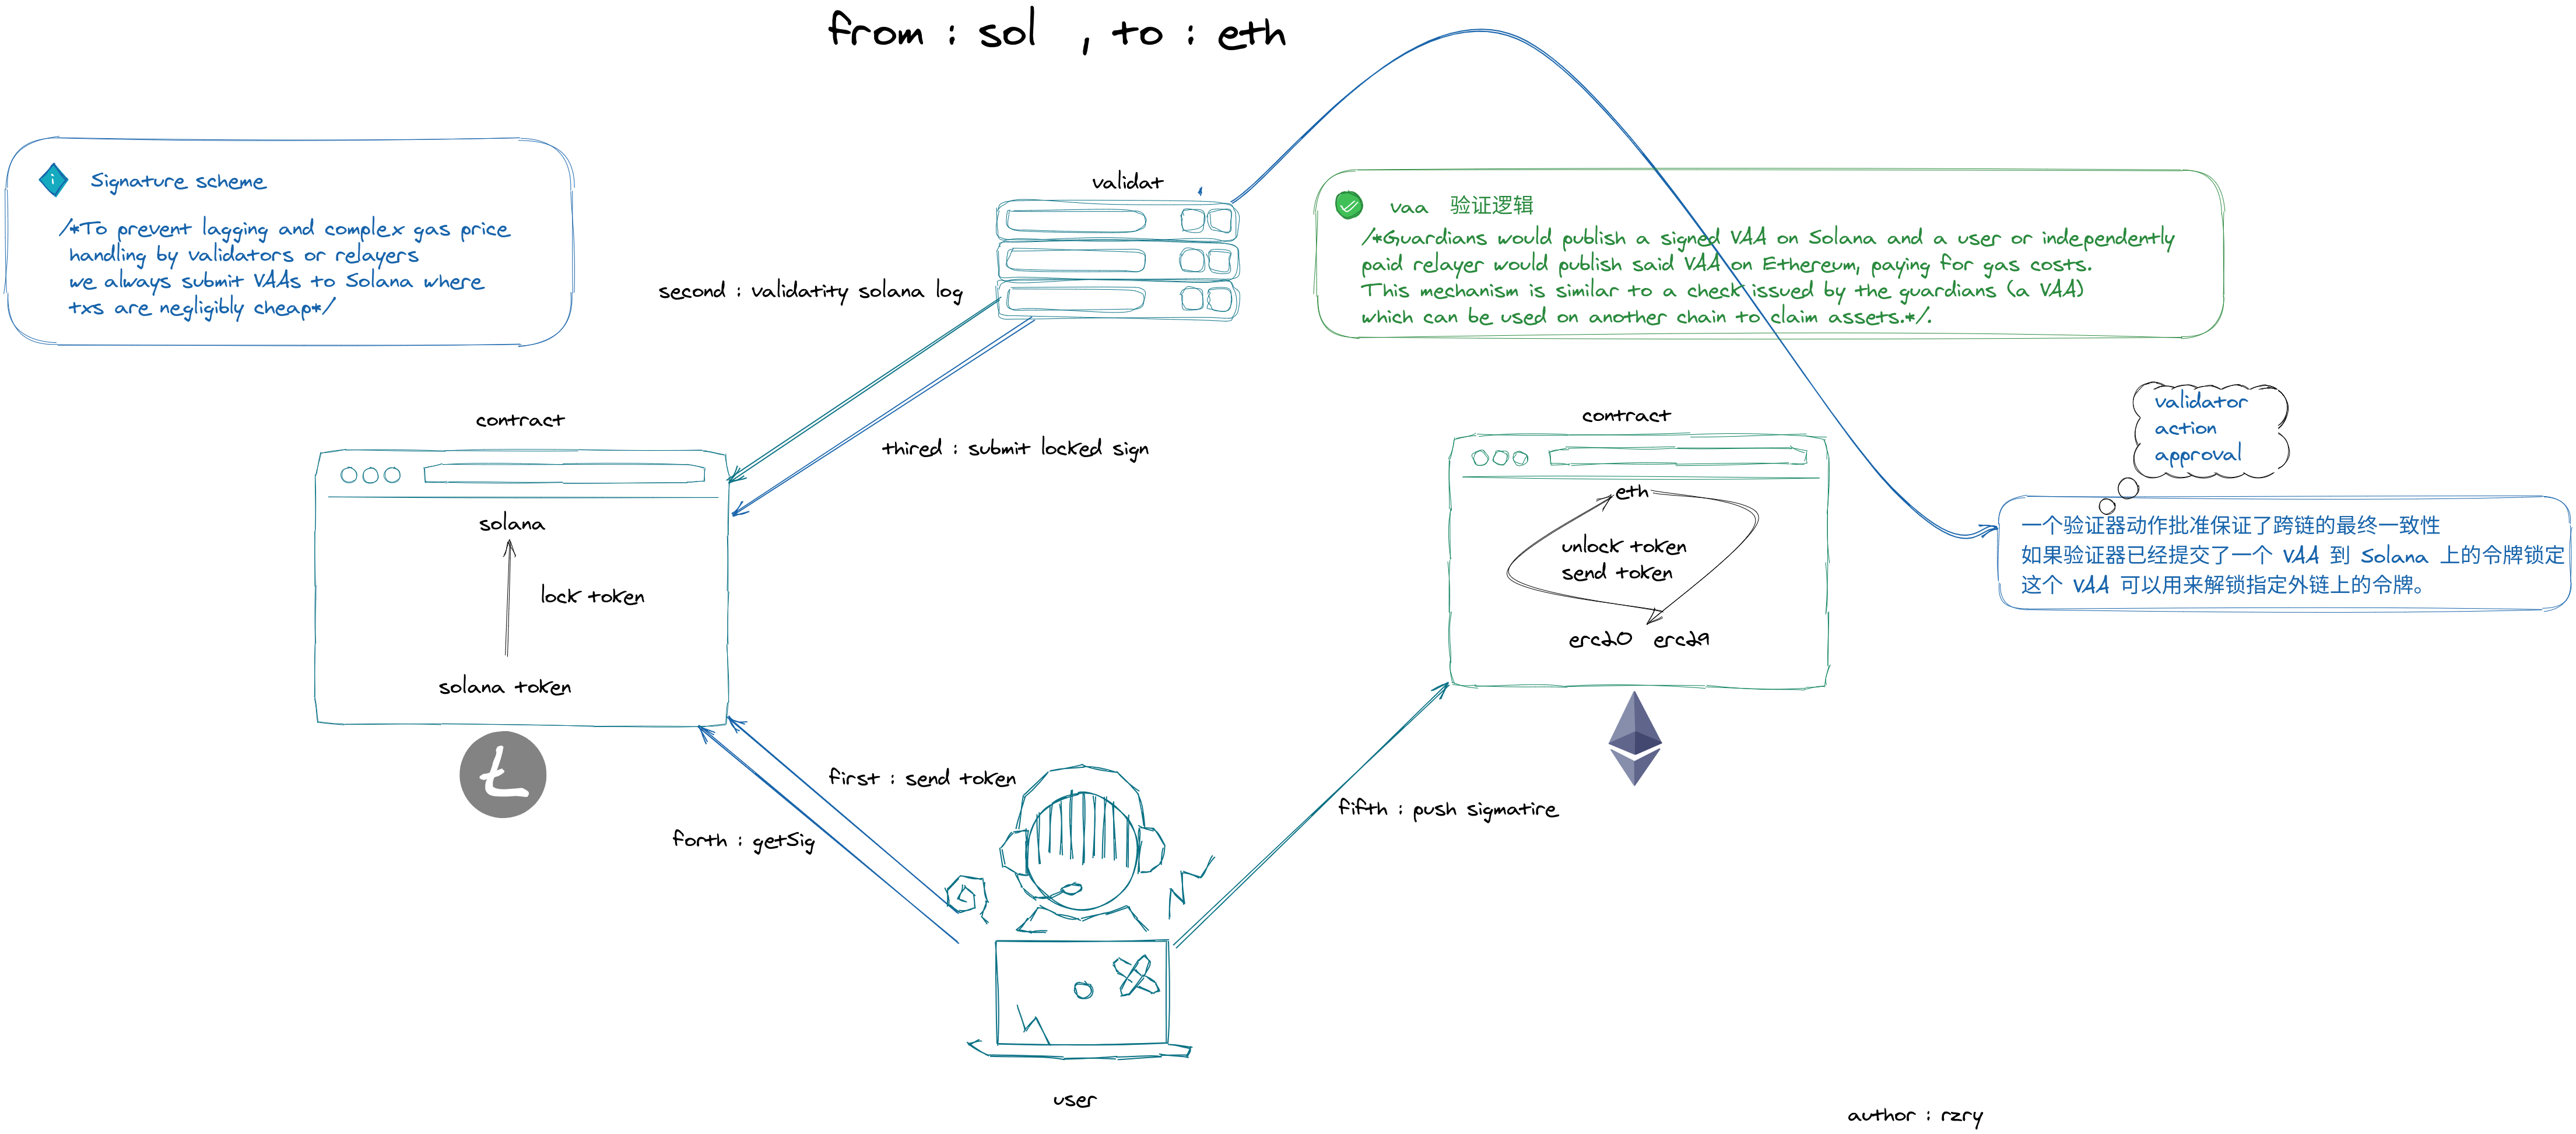 from : sol , to : eth
Signature scheme
/*To prevent lagging and complex gas price
handling by validators or relayers
we always submit VAAs to Solana where
txs are negligibly cheap*/
validat
vaa 验证逻辑
/*Guardians would publish a signed VAA on Solana and a user or independently
paid relayer would publish said VAA on Ethereum, paying for gas costs.
This mechanism is similar to a check issued by the guardians (a VAA)
which can be used on another chain to claim assets.*/.
second : validatity solana log
thired : submit locked sign
contract
solana
lock token
solana token
contract
eth
unlock token
send token
erc20 erc29
validator
action
approval
一个验证器动作批准保证了跨链的最终一致性
如果验证器已经提交了一个 VAA 到 Solana 上的令牌锁定
这个 VAA 可以用来解锁指定外链上的令牌。
first : send token
forth : getSig
fifth : push sigmatire
user
author : rzry